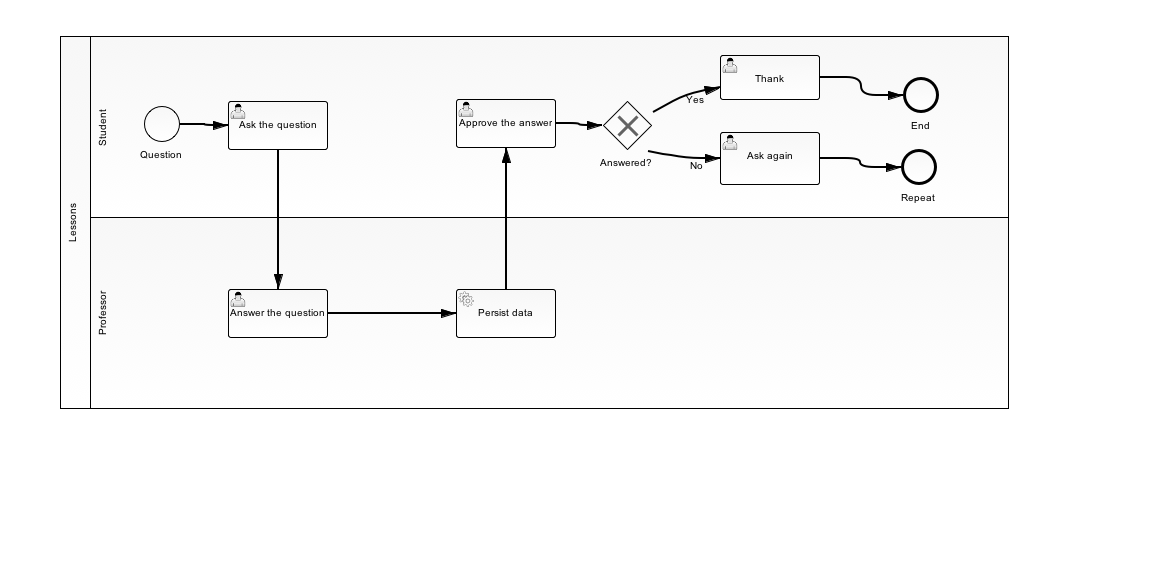 Lessons
Student
Question
Ask the question
Approve the answer
Answered?
Yes
No
Thank
Ask again
End
Repeat
Professor
Answer the question
Persist data